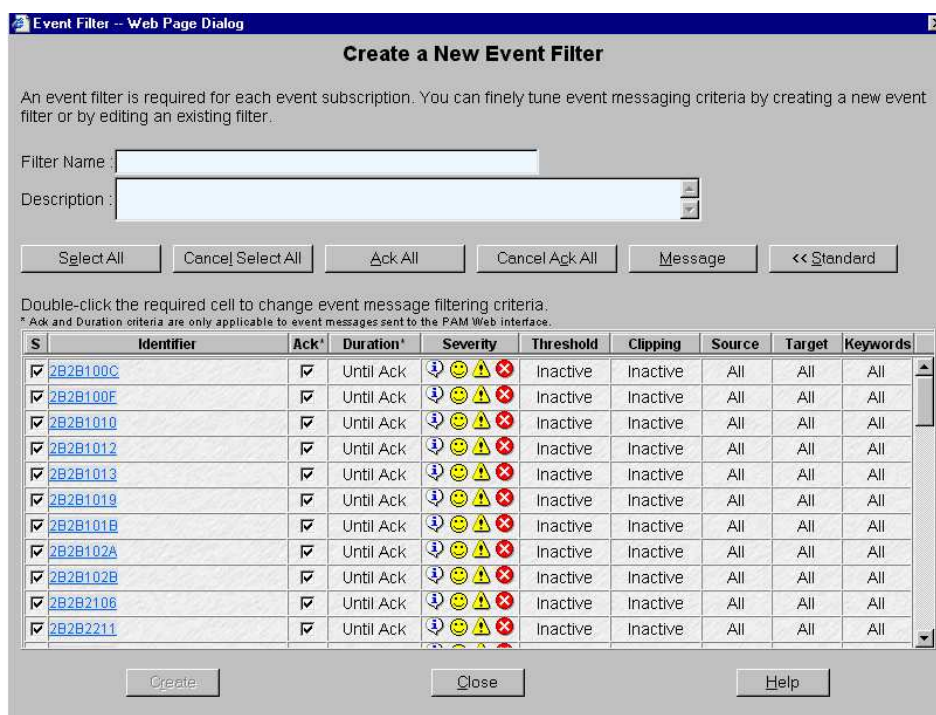 Event Filter -- Web Page Dialog
Create a New Event Filter
An event filter is required for each event subscription. You can finely tune event messaging criteria by creating a new event
filter or by editing an existing filter.
Filter Name :
Description :
Select All Cancel Select All Ack All Cancel Ack All Message << Standard
Double-click the required cell to change event message filtering criteria.
* Ack and Duration criteria are only applicable to event messages sent to the PAM Web interface.
S Identifier Ack* Duration* Severity Threshold Clipping Source Target Keywords
2B2B100C Until Ack Inactive Inactive All All All
2B2B100F Until Ack Inactive Inactive All All All
2B2B1010 Until Ack Inactive Inactive All All All
2B2B1012 Until Ack Inactive Inactive All All All
2B2B1013 Until Ack Inactive Inactive All All All
2B2B1019 Until Ack Inactive Inactive All All All
2B2B101B Until Ack Inactive Inactive All All All
2B2B102A Until Ack Inactive Inactive All All All
2B2B102B Until Ack Inactive Inactive All All All
2B2B2106 Until Ack Inactive Inactive All All All
2B2B2211 Until Ack Inactive Inactive All All All
Create Close Help